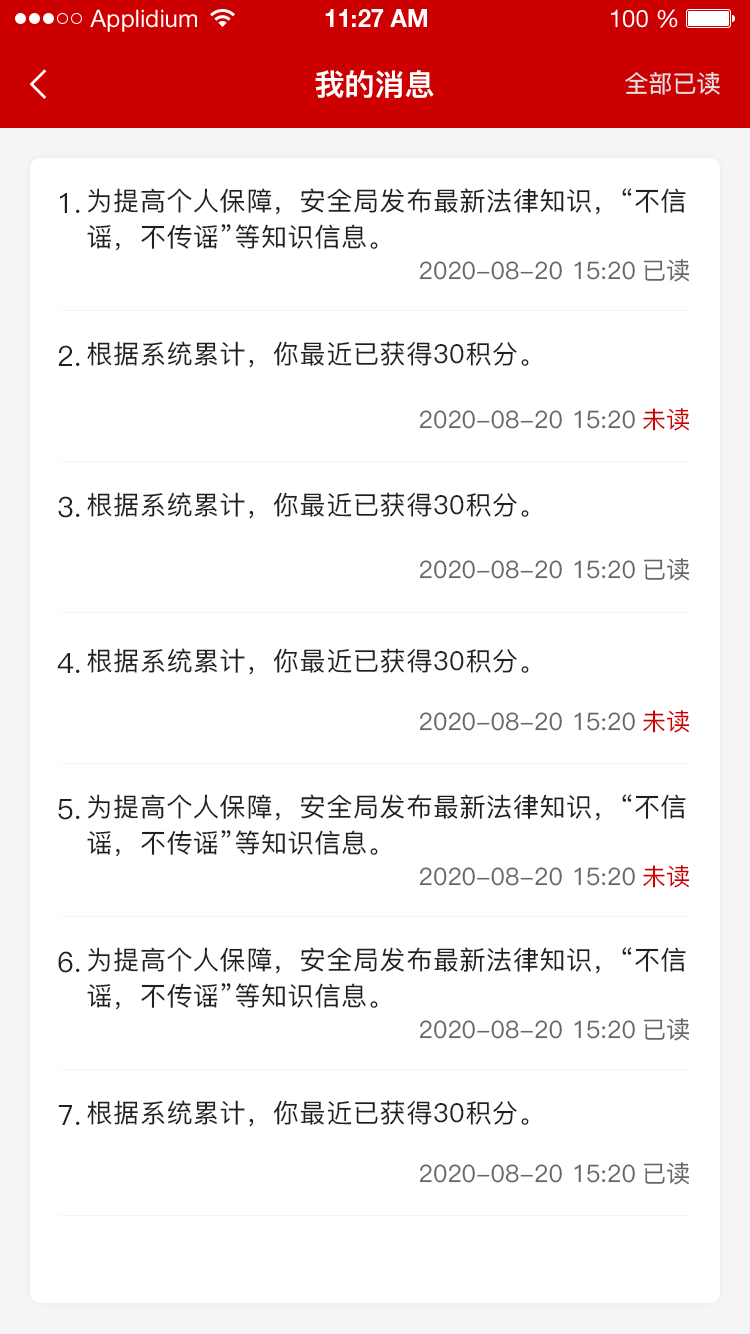 Applidium 11:27 AM 100 %
我的消息 全部已读
1. 为提高个人保障，安全局发布最新法律知识，“不信
谣，不传谣”等知识信息。
2020-08-20 15:20 已读
2. 根据系统累计，你最近已获得30积分。
2020-08-20 15:20 未读
3. 根据系统累计，你最近已获得30积分。
2020-08-20 15:20 已读
4. 根据系统累计，你最近已获得30积分。
2020-08-20 15:20 未读
5. 为提高个人保障，安全局发布最新法律知识，“不信
谣，不传谣”等知识信息。
2020-08-20 15:20 未读
6. 为提高个人保障，安全局发布最新法律知识，“不信
谣，不传谣”等知识信息。
2020-08-20 15:20 已读
7. 根据系统累计，你最近已获得30积分。
2020-08-20 15:20 已读